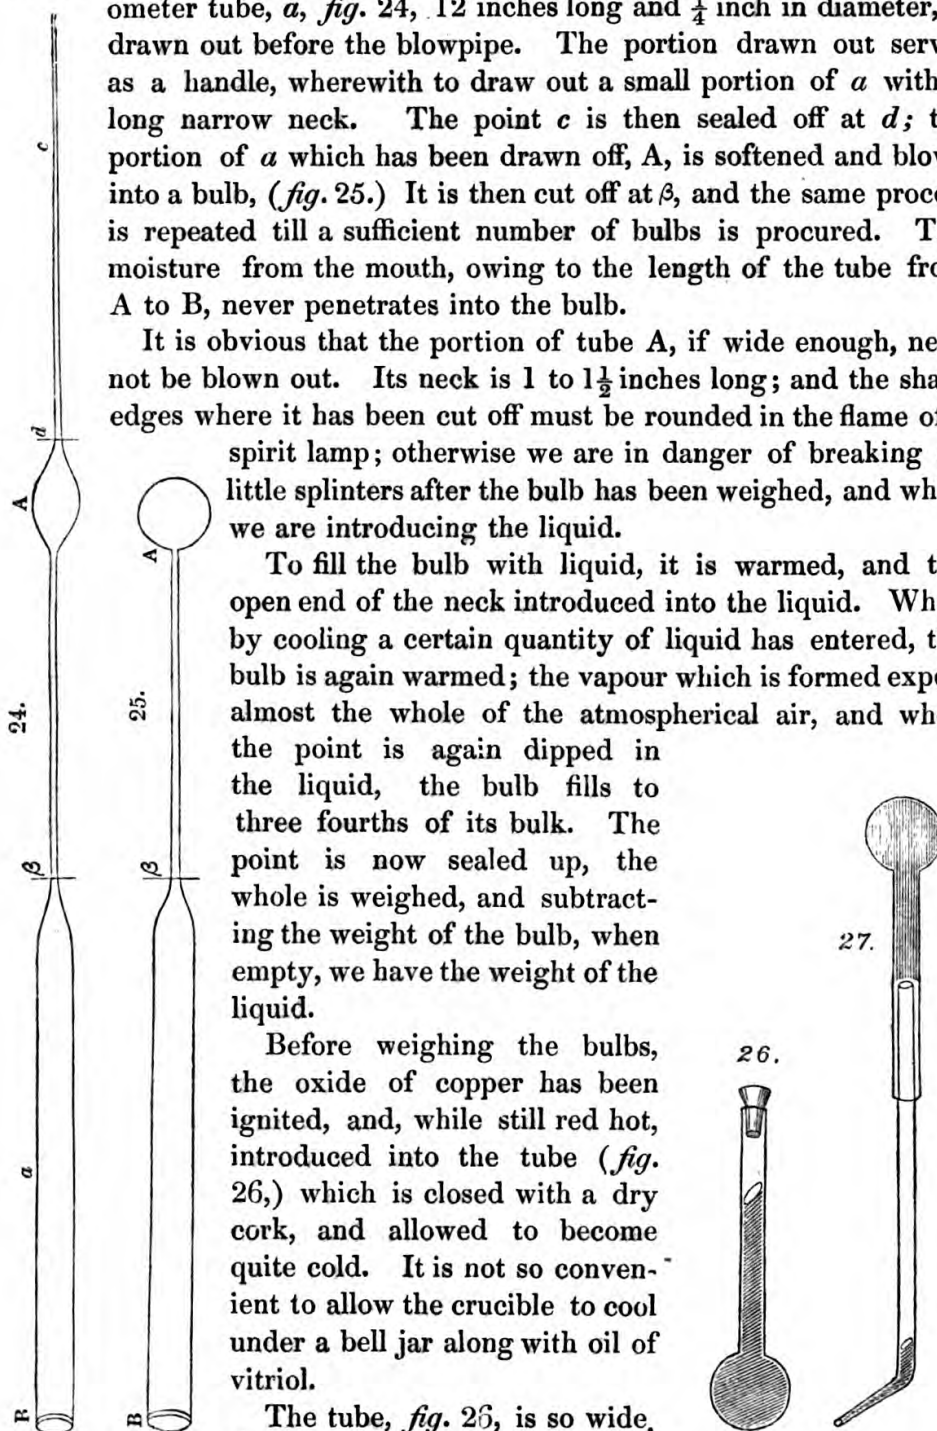 ometer tube, a, fig. 24, 12 inches long and 1/4 inch in diameter,
drawn out before the blowpipe. The portion drawn out
as a handle, wherewith to draw out a small portion of a with
long narrow neck. The point c is then sealed off at d;
portion of a which has been drawn off, A, is softened and
into a bulb, (fig. 25.) It is then cut off at β, and the same
is repeated till a sufficient number of bulbs is procured.
moisture from the mouth, owing to the length of the tube
A to B, never penetrates into the bulb.
It is obvious that the portion of tube A, if wide enough,
not be blown out. Its neck is 1 to 1 1/2 inches long; and the
edges where it has been cut off must be rounded in the flame
spirit lamp; otherwise we are in danger of breaking
little splinters after the bulb has been weighed, and
we are introducing the liquid.
To fill the bulb with liquid, it is warmed, and
open end of the neck introduced into the liquid.
by cooling a certain quantity of liquid has entered,
bulb is again warmed; the vapour which is formed
almost the whole of the atmospherical air, and
the point is again dipped in
the liquid, the bulb fills to
three fourths of its bulk. The
point is now sealed up, the
whole is weighed, and subtract-
ing the weight of the bulb, when
empty, we have the weight of the
liquid.
Before weighing the bulbs,
the oxide of copper has been
ignited, and, while still red hot,
introduced into the tube (fig.
26,) which is closed with a dry
cork, and allowed to become
quite cold. It is not so conven-
ient to allow the crucible to cool
under a bell jar along with oil of
vitriol.
The tube, fig. 26, is so wide,
c
d
A
24.
β
a
B
A
25.
β
B
26.
27.